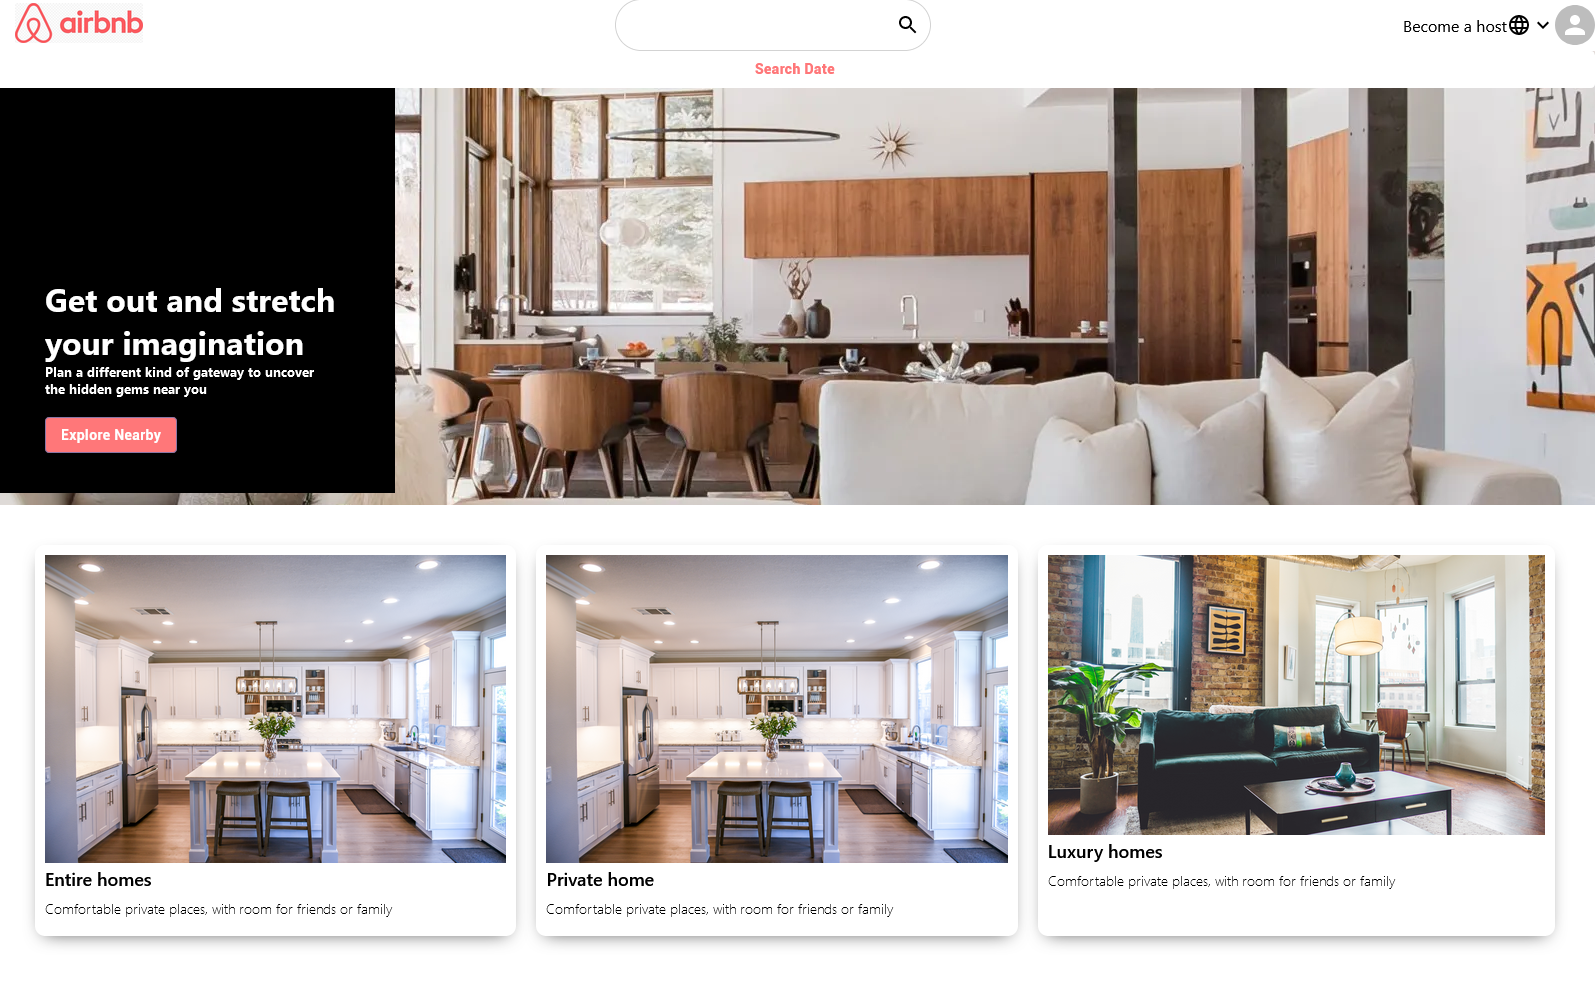 airbnb
Become a host
Search Date
Get out and stretch
your imagination
Plan a different kind of gateway to uncover
the hidden gems near you
Explore Nearby
Entire homes
Comfortable private places, with room for friends or family
Private home
Comfortable private places, with room for friends or family
Luxury homes
Comfortable private places, with room for friends or family